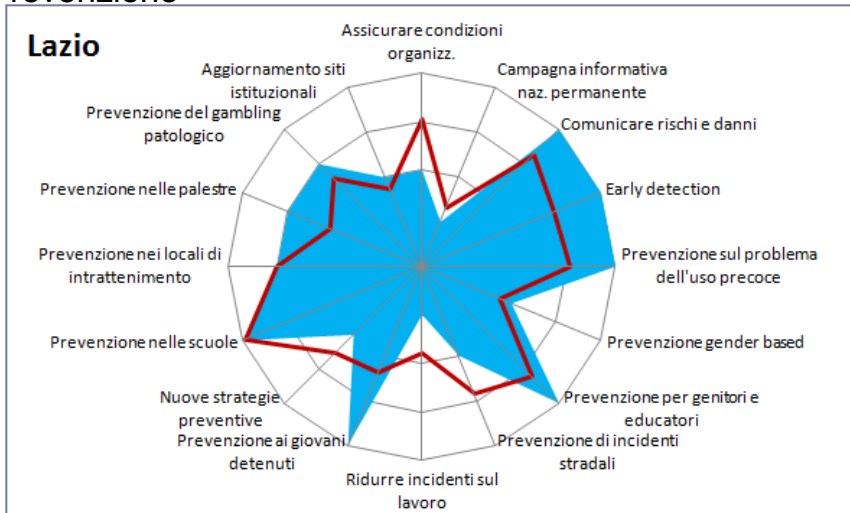 Lazio
Assicurare condizioni
organizz.
Campagna informativa
naz. permanente
Comunicare rischi e danni
Early detection
Prevenzione sul problema
dell'uso precoce
Prevenzione gender based
Prevenzione per genitori e
educatori
Prevenzione di incidenti
stradali
Ridurre incidenti sul
lavoro
Prevenzione ai giovani
detenuti
Nuove strategie
preventive
Prevenzione nelle scuole
Prevenzione nei locali di
intrattenimento
Prevenzione nelle palestre
Prevenzione del gambling
patologico
Aggiornamento siti
istituzionali